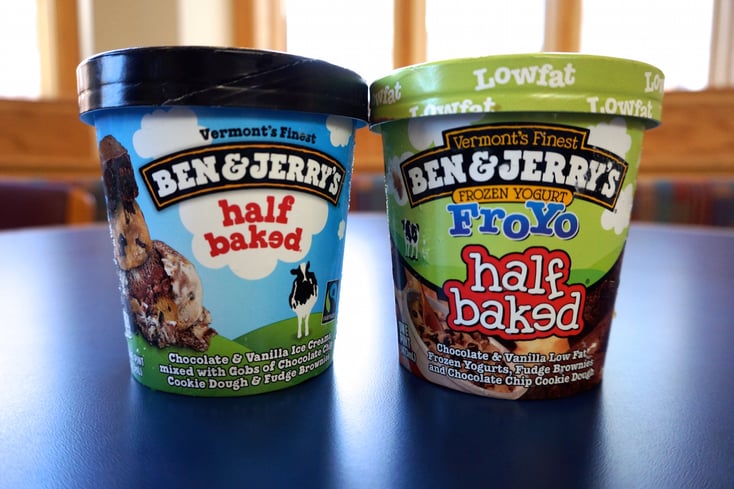 Vermont's Finest
BEN & JERRY'S
half
baked
Chocolate & Vanilla Ice Cream
mixed with Gobs of Chocolate Chip
Cookie Dough & Fudge Brownies
Lowfat
Lowfat
Lowfat
Vermont's Finest
BEN & JERRY'S
FROZEN YOGURT
FroYo
half
baked
Chocolate & Vanilla Low Fat
Frozen Yogurts, Fudge Brownies
and Chocolate Chip Cookie Dough